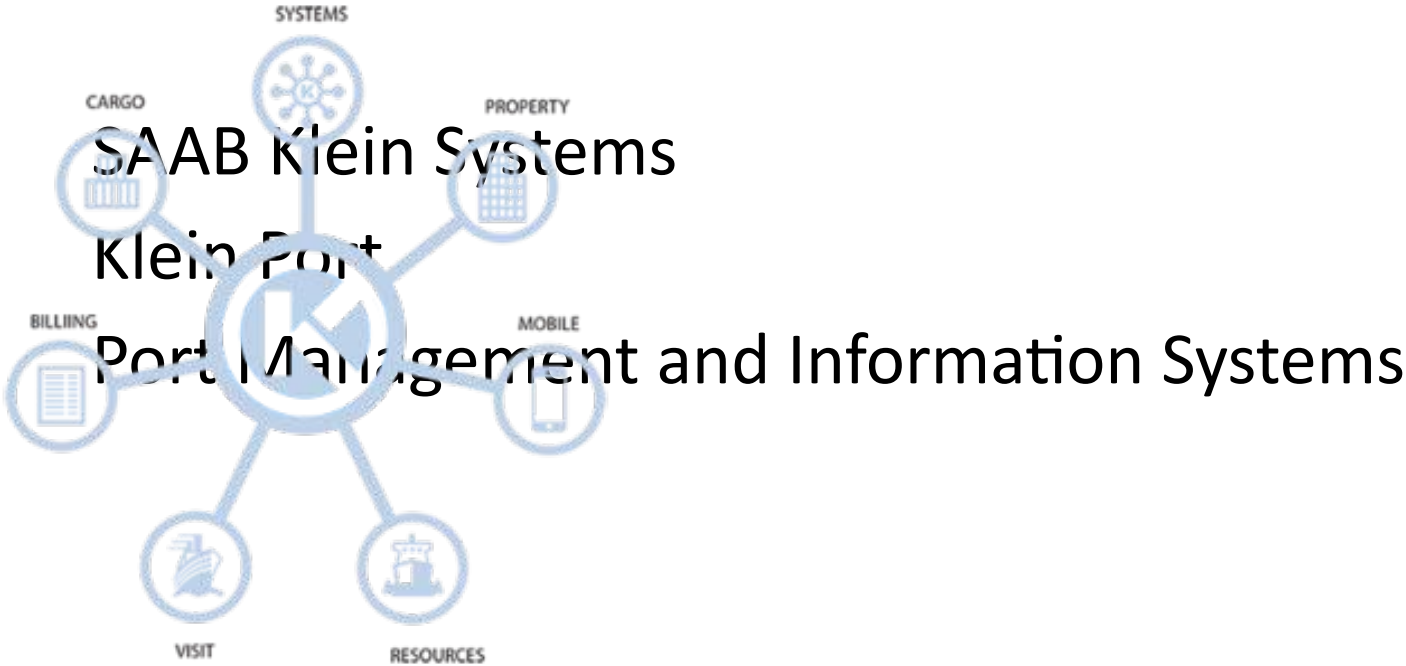 SYSTEMS
CARGO
PROPERTY
SAAB Klein Systems
Klein Port
BILLIING
MOBILE
Port Management and Information Systems
VISIT
RESOURCES
K
K